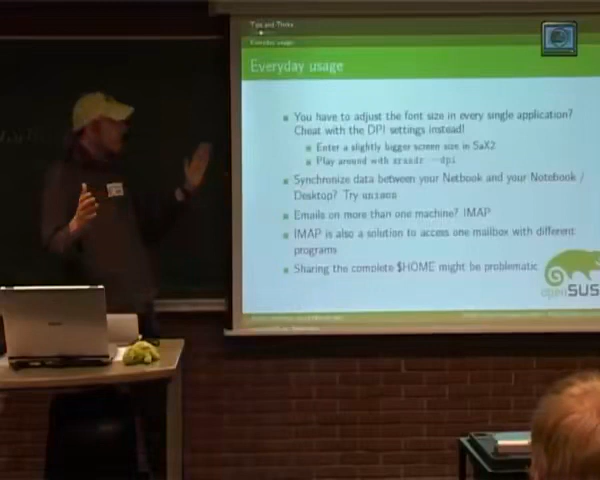 Tips and Tricks
Everyday usage
Everyday usage
You have to adjust the font size in every single application?
Cheat with the DPI settings instead!
Enter a slightly bigger screen size in SaX2
Play around with xrandr --dpi
Synchronize data between your Netbook and your Notebook /
Desktop? Try unison
Emails on more than one machine? IMAP
IMAP is also a solution to access one mailbox with different
programs
Sharing the complete $HOME might be problematic
openSUS